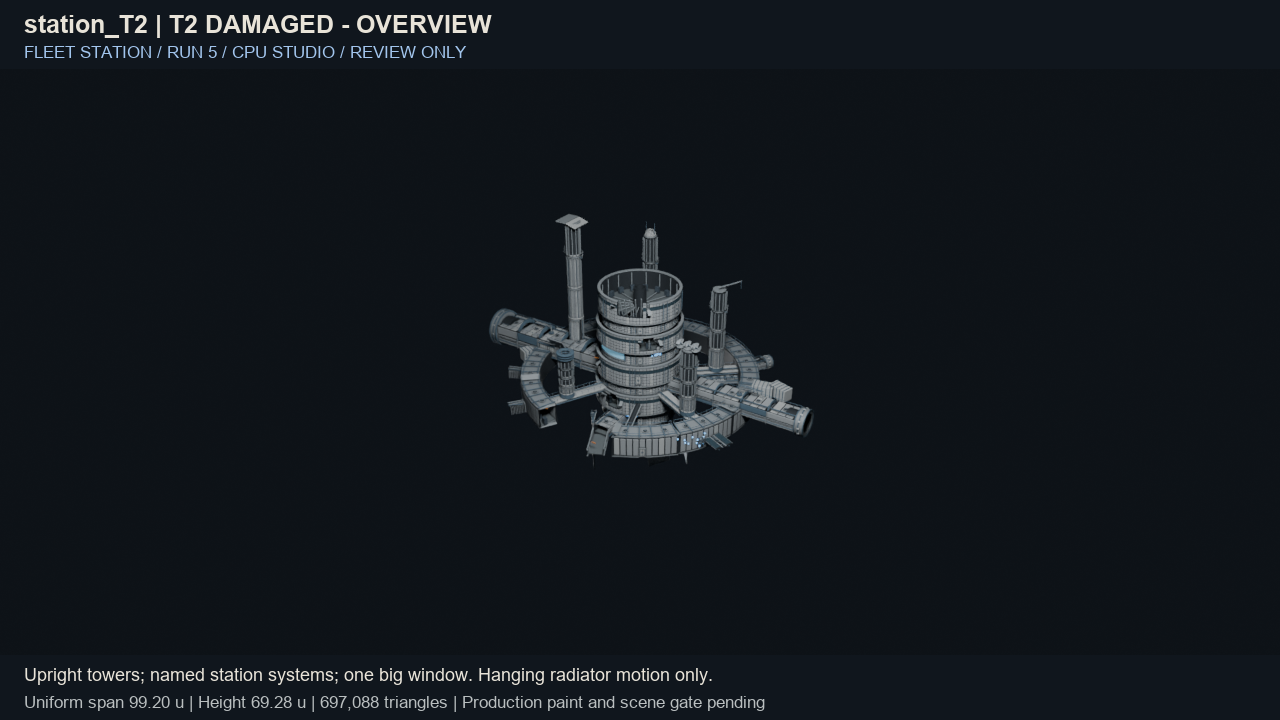 station_T2 | T2 DAMAGED - OVERVIEW
FLEET STATION / RUN 5 / CPU STUDIO / REVIEW ONLY
Upright towers; named station systems; one big window. Hanging radiator motion only.
Uniform span 99.20 u | Height 69.28 u | 697,088 triangles | Production paint and scene gate pending